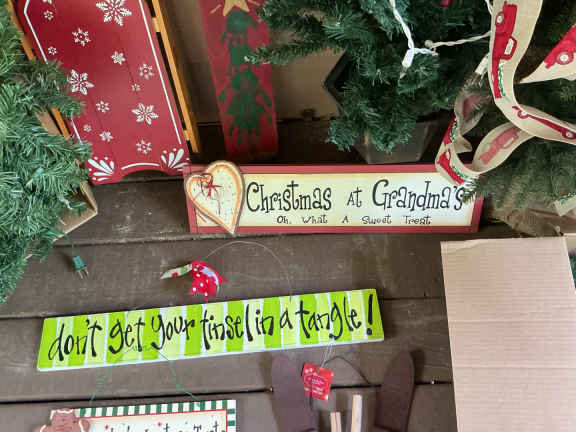 Christmas At Grandma's
Oh, What A Sweet Treat
don't get your tinsel in a tangle!